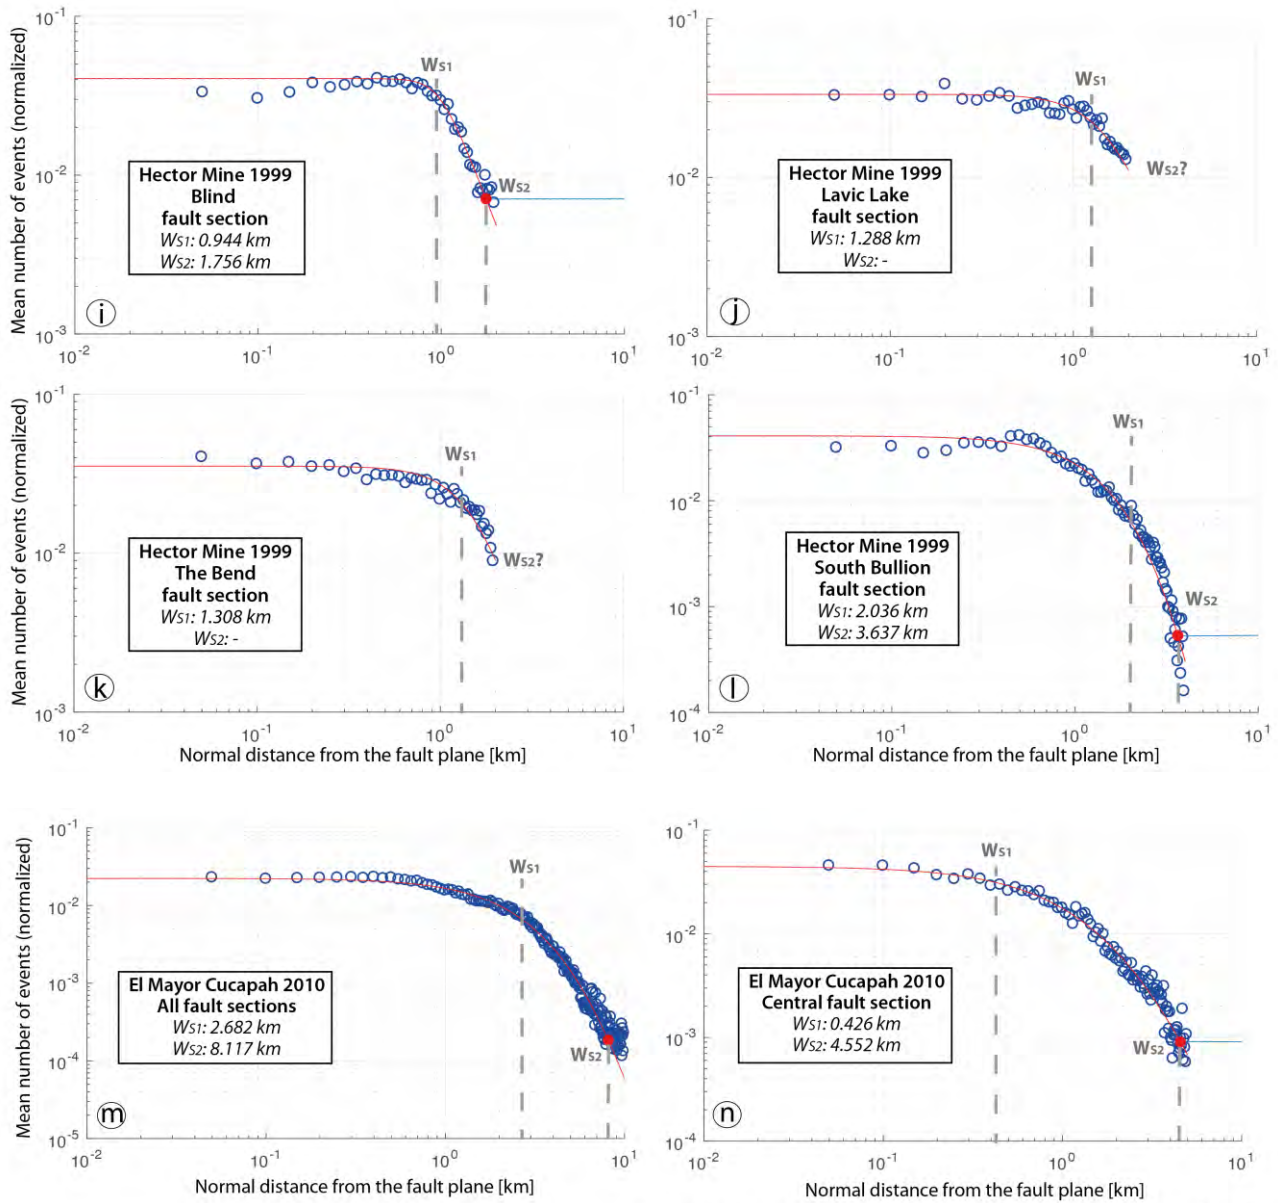 Mean number of events (normalized)
10-1
10-2
10-3
10-2
10-1
100
101
WS1
WS2
Hector Mine 1999
Blind
fault section
WS1: 0.944 km
WS2: 1.756 km
i
10-1
10-2
10-3
10-2
10-1
100
101
WS1
WS2?
Hector Mine 1999
Lavic Lake
fault section
WS1: 1.288 km
WS2: -
j
Mean number of events (normalized)
10-1
10-2
10-3
10-2
10-1
100
101
WS1
WS2?
Hector Mine 1999
The Bend
fault section
WS1: 1.308 km
WS2: -
k
Normal distance from the fault plane [km]
10-1
10-2
10-3
10-4
10-2
10-1
100
101
WS1
WS2
Hector Mine 1999
South Bullion
fault section
WS1: 2.036 km
WS2: 3.637 km
l
Normal distance from the fault plane [km]
Mean number of events (normalized)
10-1
10-2
10-3
10-4
10-5
10-2
10-1
100
101
WS1
WS2
El Mayor Cucapah 2010
All fault sections
WS1: 2.682 km
WS2: 8.117 km
m
Normal distance from the fault plane [km]
10-1
10-2
10-3
10-4
10-2
10-1
100
101
WS1
WS2
El Mayor Cucapah 2010
Central fault section
WS1: 0.426 km
WS2: 4.552 km
n
Normal distance from the fault plane [km]